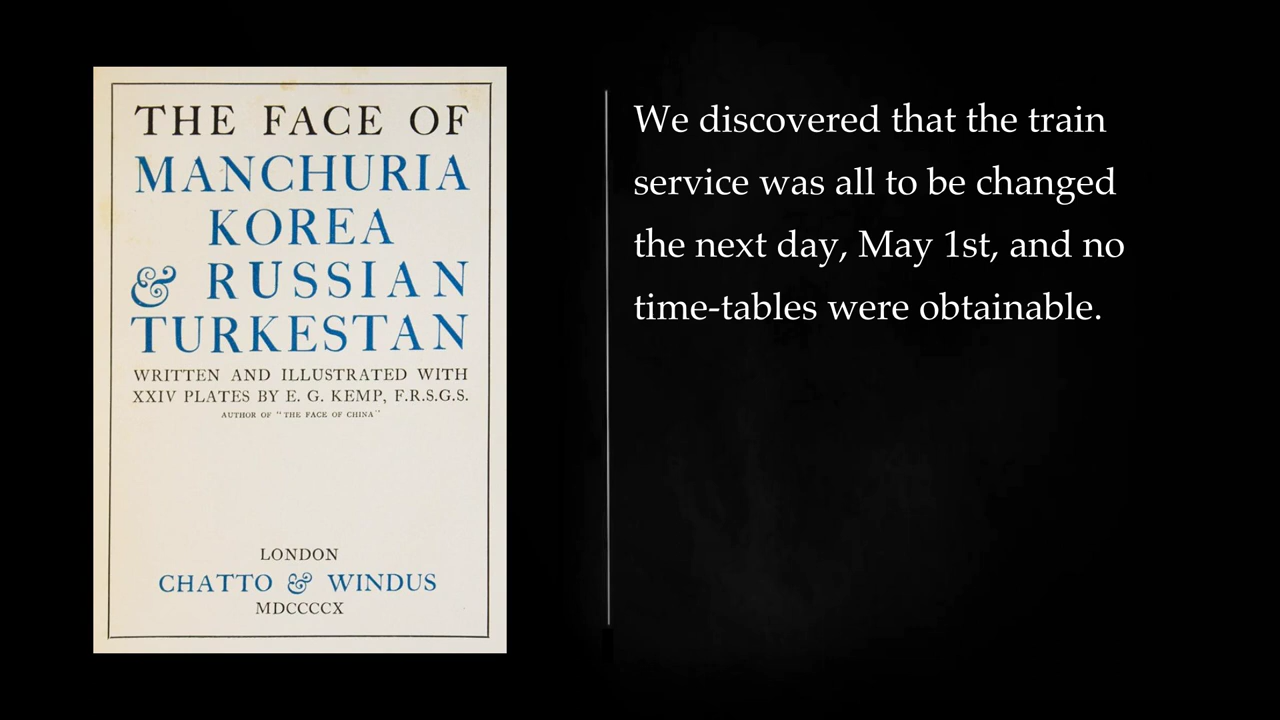 THE FACE OF
MANCHURIA
KOREA
& RUSSIAN
TURKESTAN
WRITTEN AND ILLUSTRATED WITH
XXIV PLATES BY E. G. KEMP, F.R.S.G.S.
AUTHOR OF "THE FACE OF CHINA"
LONDON
CHATTO & WINDUS
MDCCCCX
We discovered that the train
service was all to be changed
the next day, May 1st, and no
time-tables were obtainable.